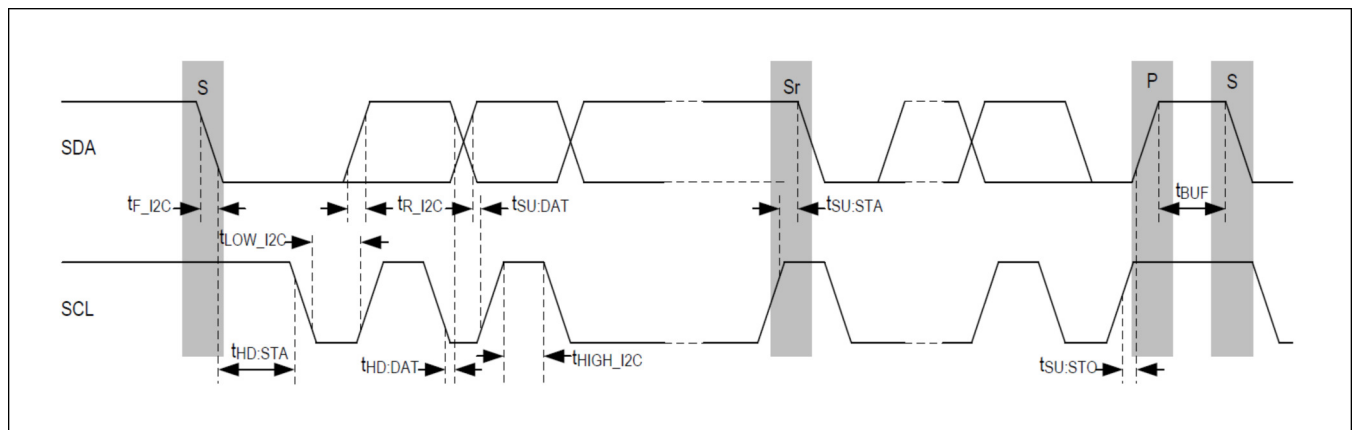 S Sr P S
SDA
tF_I2C tR_I2C tSU:DAT tSU:STA tBUF
tLOW_I2C
SCL
tHD:STA tHD:DAT tHIGH_I2C tSU:STO